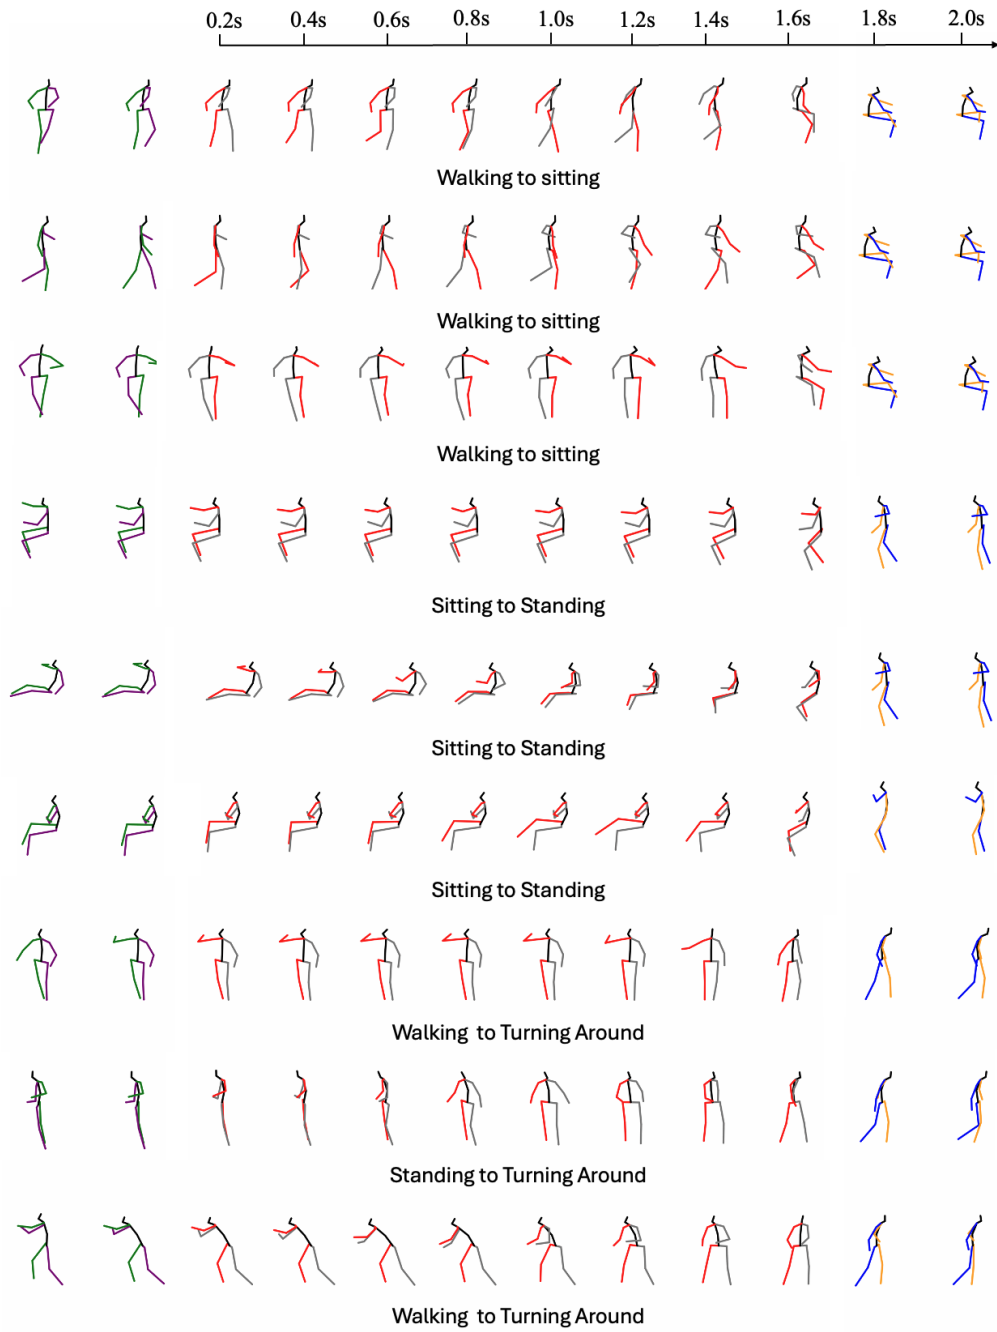 0.2s 0.4s 0.6s 0.8s 1.0s 1.2s 1.4s 1.6s 1.8s 2.0s
Walking to sitting
Walking to sitting
Walking to sitting
Sitting to Standing
Sitting to Standing
Sitting to Standing
Walking to Turning Around
Standing to Turning Around
Walking to Turning Around